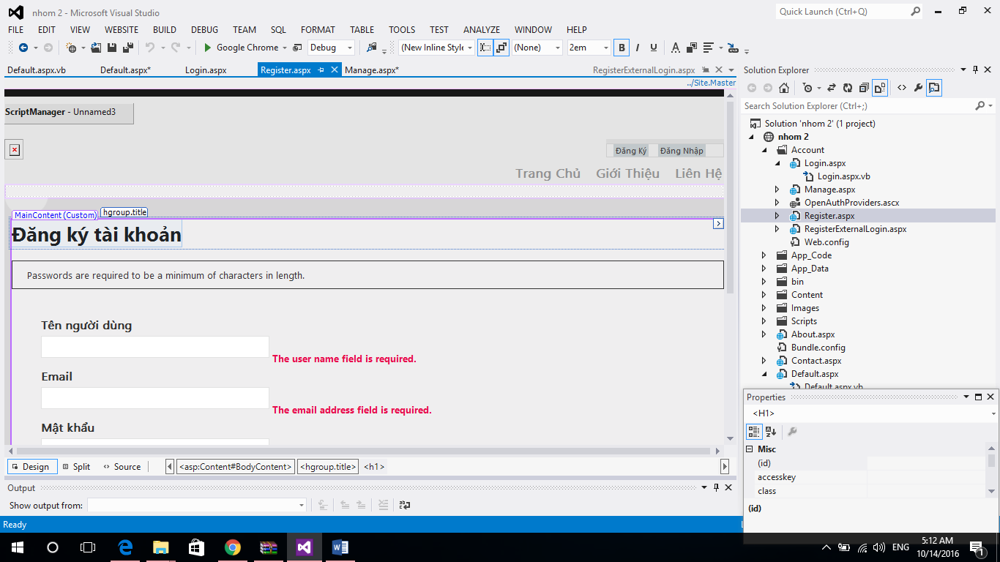 nhom 2 - Microsoft Visual Studio
Quick Launch (Ctrl+Q)
FILE EDIT VIEW WEBSITE BUILD DEBUG TEAM SQL FORMAT TABLE TOOLS TEST ANALYZE WINDOW HELP
Google Chrome Debug (New Inline Style (None) 2em B I U A
Default.aspx.vb Default.aspx* Login.aspx Register.aspx Manage.aspx* RegisterExternalLogin.aspx
../Site.Master
ScriptManager - Unnamed3
Đăng Ký Đăng Nhập
Trang Chủ Giới Thiệu Liên Hệ
MainContent (Custom) hgroup.title
Đăng ký tài khoản
Passwords are required to be a minimum of characters in length.
Tên người dùng
The user name field is required.
Email
The email address field is required.
Mật khẩu
Design Split Source <asp:Content#BodyContent> <hgroup.title> <h1>
Output
Show output from:
Ready
Solution Explorer
Search Solution Explorer (Ctrl+;)
Solution 'nhom 2' (1 project)
nhom 2
Account
Login.aspx
Login.aspx.vb
Manage.aspx
OpenAuthProviders.ascx
Register.aspx
RegisterExternalLogin.aspx
Web.config
App_Code
App_Data
bin
Content
Images
Scripts
About.aspx
Bundle.config
Contact.aspx
Default.aspx
Default.aspx.vb
Properties
<H1>
Misc
(id)
accesskey
class
(id)
ENG
5:12 AM
10/14/2016
1